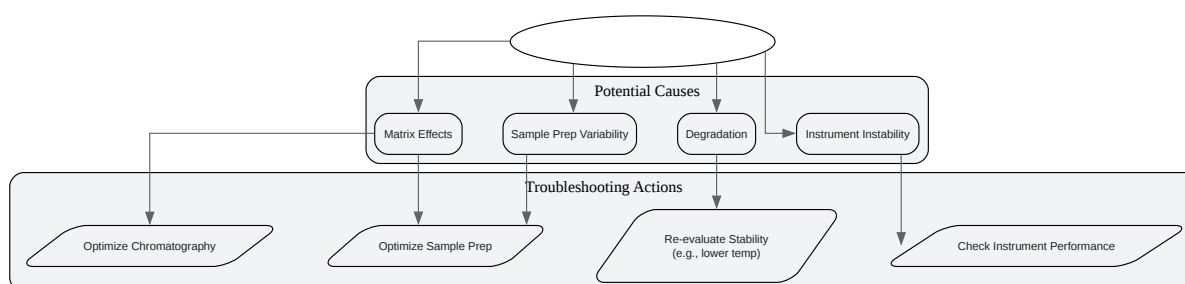 Potential Causes
Matrix Effects
Sample Prep Variability
Degradation
Instrument Instability
Troubleshooting Actions
Optimize Chromatography
Optimize Sample Prep
Re-evaluate Stability
(e.g., lower temp)
Check Instrument Performance